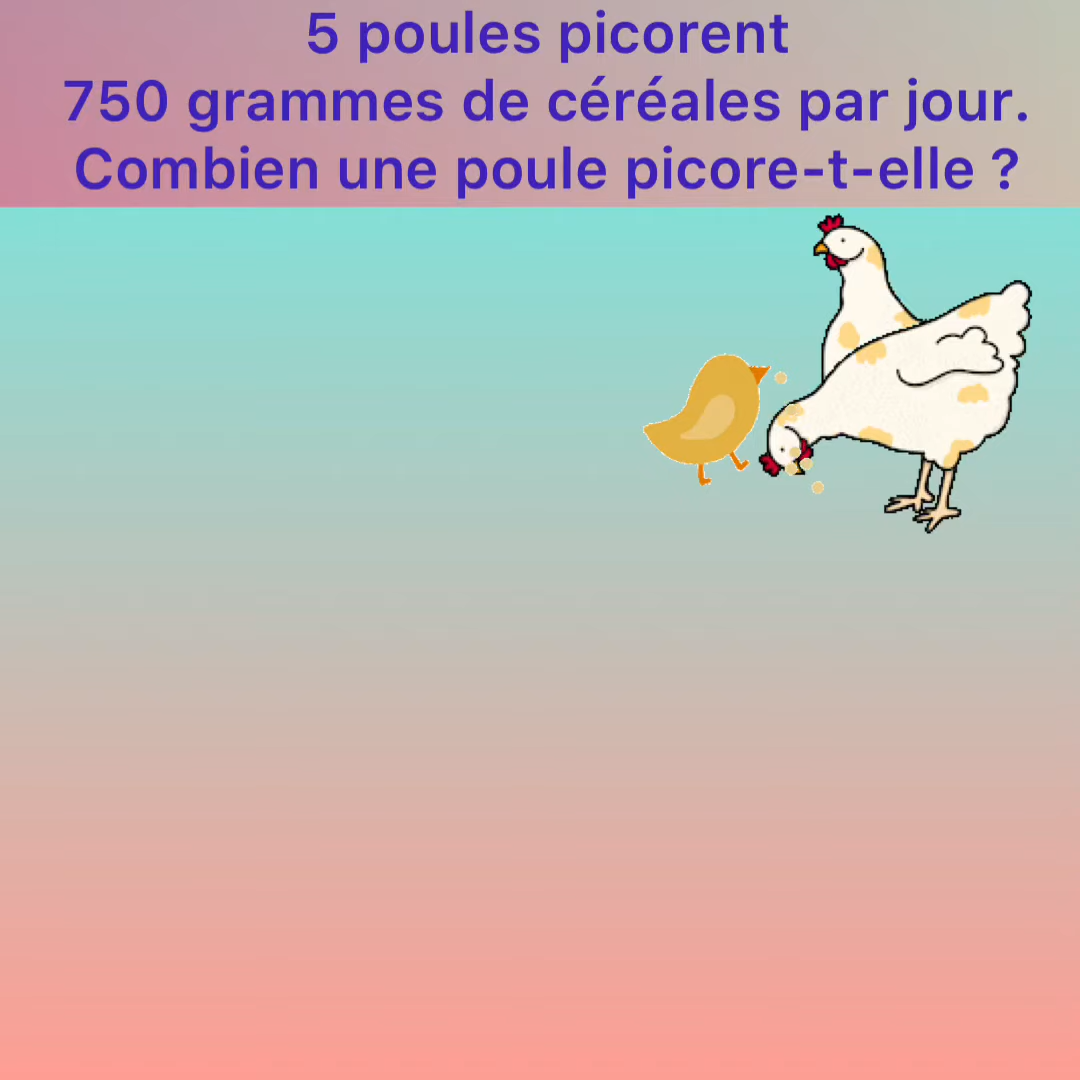 5 poules picorent
750 grammes de céréales par jour.
Combien une poule picore-t-elle ?